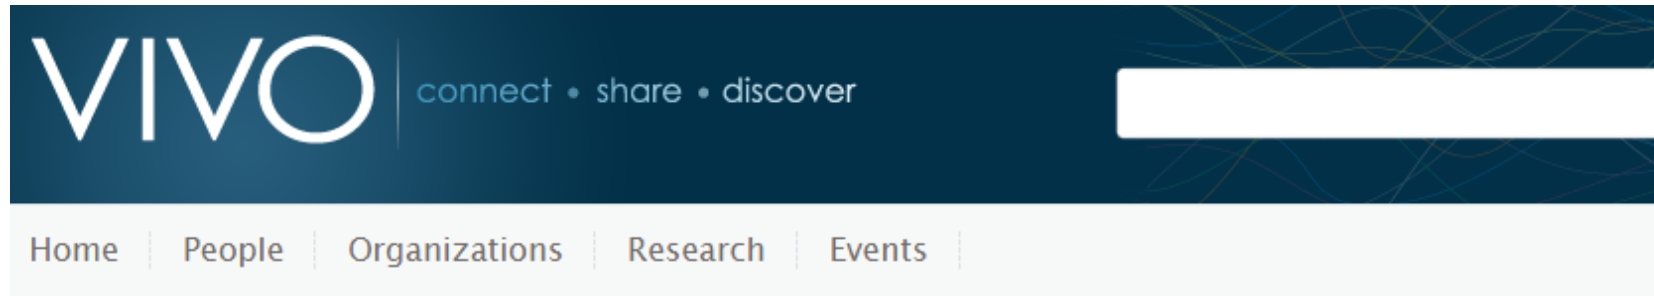 VIVO connect • share • discover
Home People Organizations Research Events